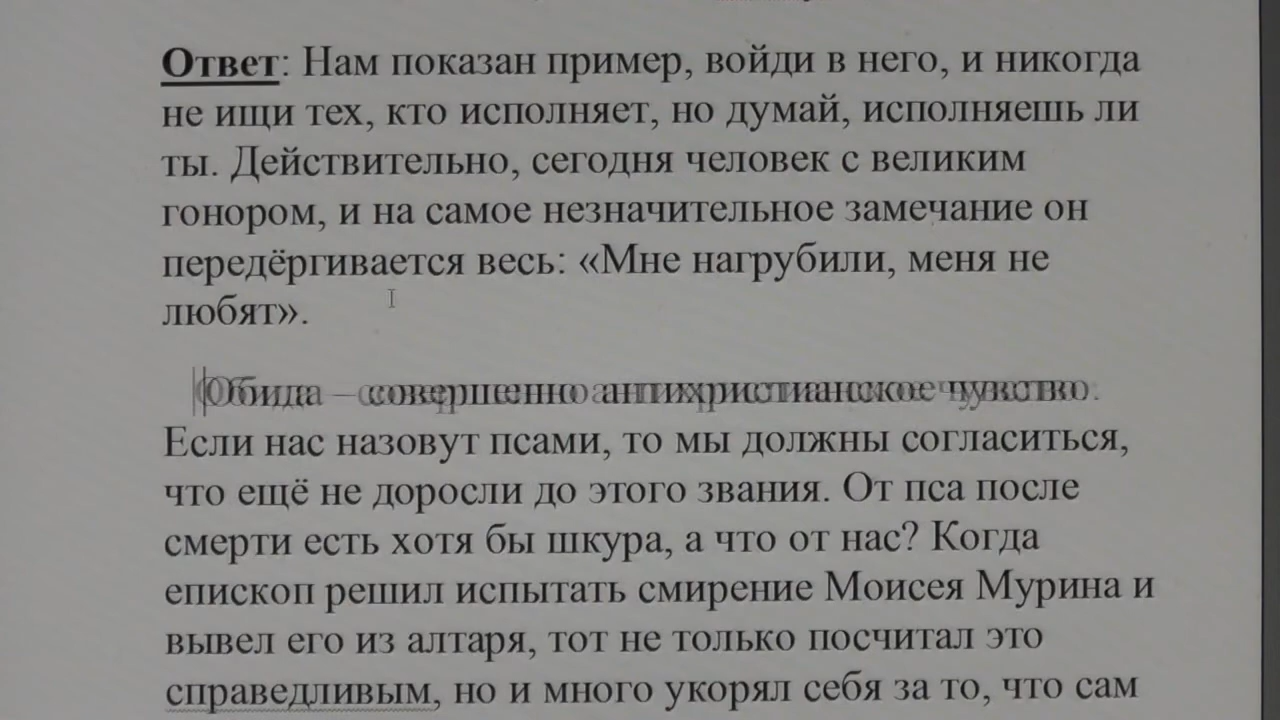 Ответ: Нам показан пример, войди в него, и никогда
не ищи тех, кто исполняет, но думай, исполняешь ли
ты. Действительно, сегодня человек с великим
гонором, и на самое незначительное замечание он
передёргивается весь: «Мне нагрубили, меня не
любят».
Обида – совершенно антихристианское чувство.
Если нас назовут псами, то мы должны согласиться,
что ещё не доросли до этого звания. От пса после
смерти есть хотя бы шкура, а что от нас? Когда
епископ решил испытать смирение Моисея Мурина и
вывел его из алтаря, тот не только посчитал это
справедливым, но и много укорял себя за то, что сам